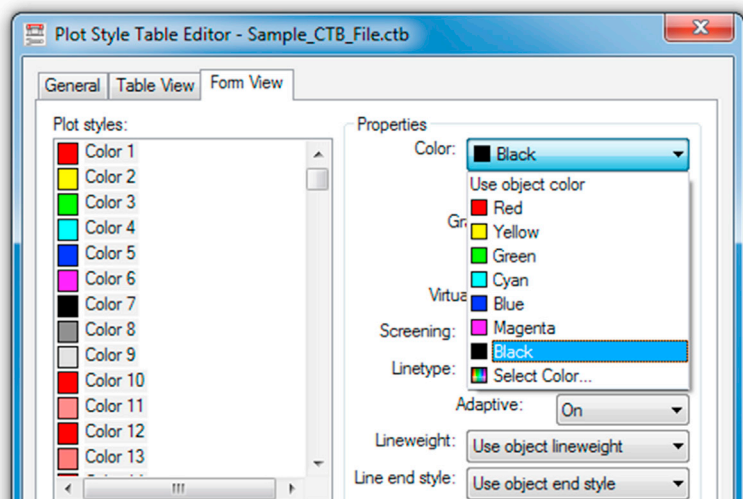 Plot Style Table Editor - Sample_CTB_File.ctb
General Table View Form View
Plot styles:
Color 1
Color 2
Color 3
Color 4
Color 5
Color 6
Color 7
Color 8
Color 9
Color 10
Color 11
Color 12
Color 13
Properties
Color: Black
Use object color
Red
Yellow
Green
Cyan
Blue
Magenta
Black
Select Color...
Screening:
Linetype:
Adaptive: On
Lineweight: Use object lineweight
Line end style: Use object end style